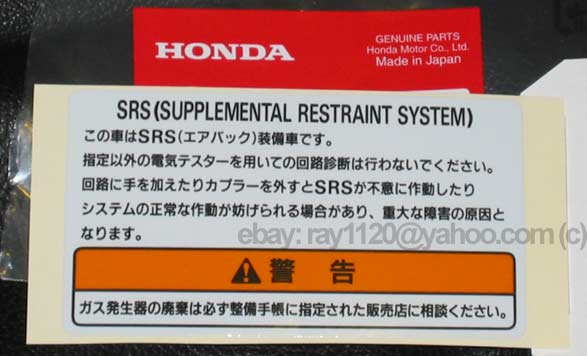 HONDA
GENUINE PARTS
Honda Motor Co., Ltd.
Made in Japan
SRS(SUPPLEMENTAL RESTRAINT SYSTEM)
この車はSRS(エアバック)装備車です。
指定以外の電気テスターを用いての回路診断は行わないでください。
回路に手を加えたりカプラーを外すとSRSが不意に作動したり
システムの正常な作動が妨げられる場合があり、重大な障害の原因と
なります。
ebay: ray1120@yahoo.com (c)
警告
ガス発生器の廃棄は必ず整備手帳に指定された販売店に相談ください。